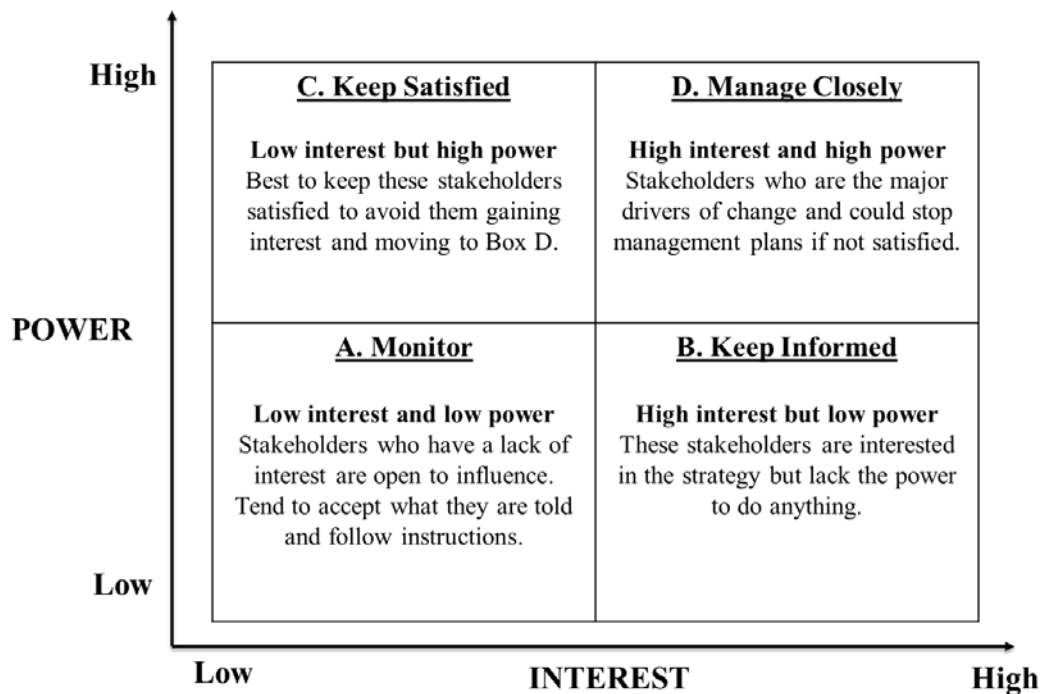 High
C. Keep Satisfied
Low interest but high power
Best to keep these stakeholders
satisfied to avoid them gaining
interest and moving to Box D.
D. Manage Closely
High interest and high power
Stakeholders who are the major
drivers of change and could stop
management plans if not satisfied.
POWER
A. Monitor
Low interest and low power
Stakeholders who have a lack of
interest are open to influence.
Tend to accept what they are told
and follow instructions.
B. Keep Informed
High interest but low power
These stakeholders are interested
in the strategy but lack the power
to do anything.
Low
Low
INTEREST
High